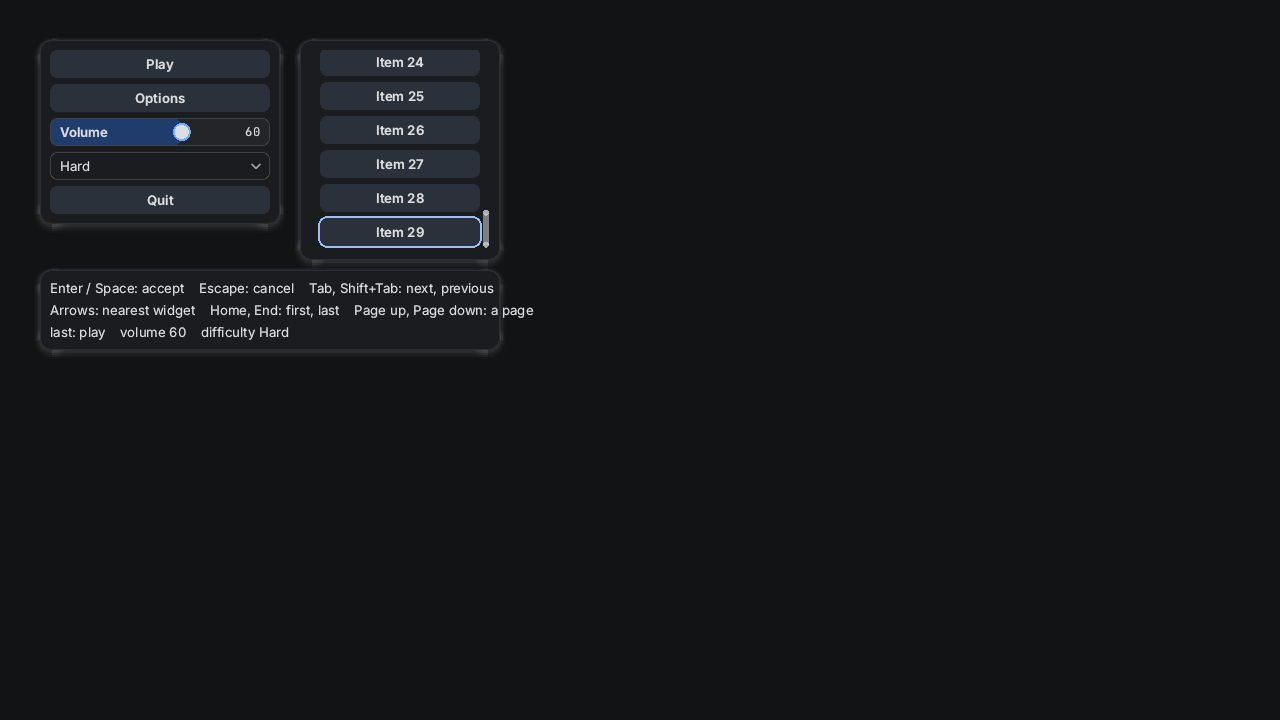 Play
Options
Volume 60
Hard
Quit
Item 24
Item 25
Item 26
Item 27
Item 28
Item 29
Enter / Space: accept Escape: cancel Tab, Shift+Tab: next, previous
Arrows: nearest widget Home, End: first, last Page up, Page down: a page
last: play volume 60 difficulty Hard